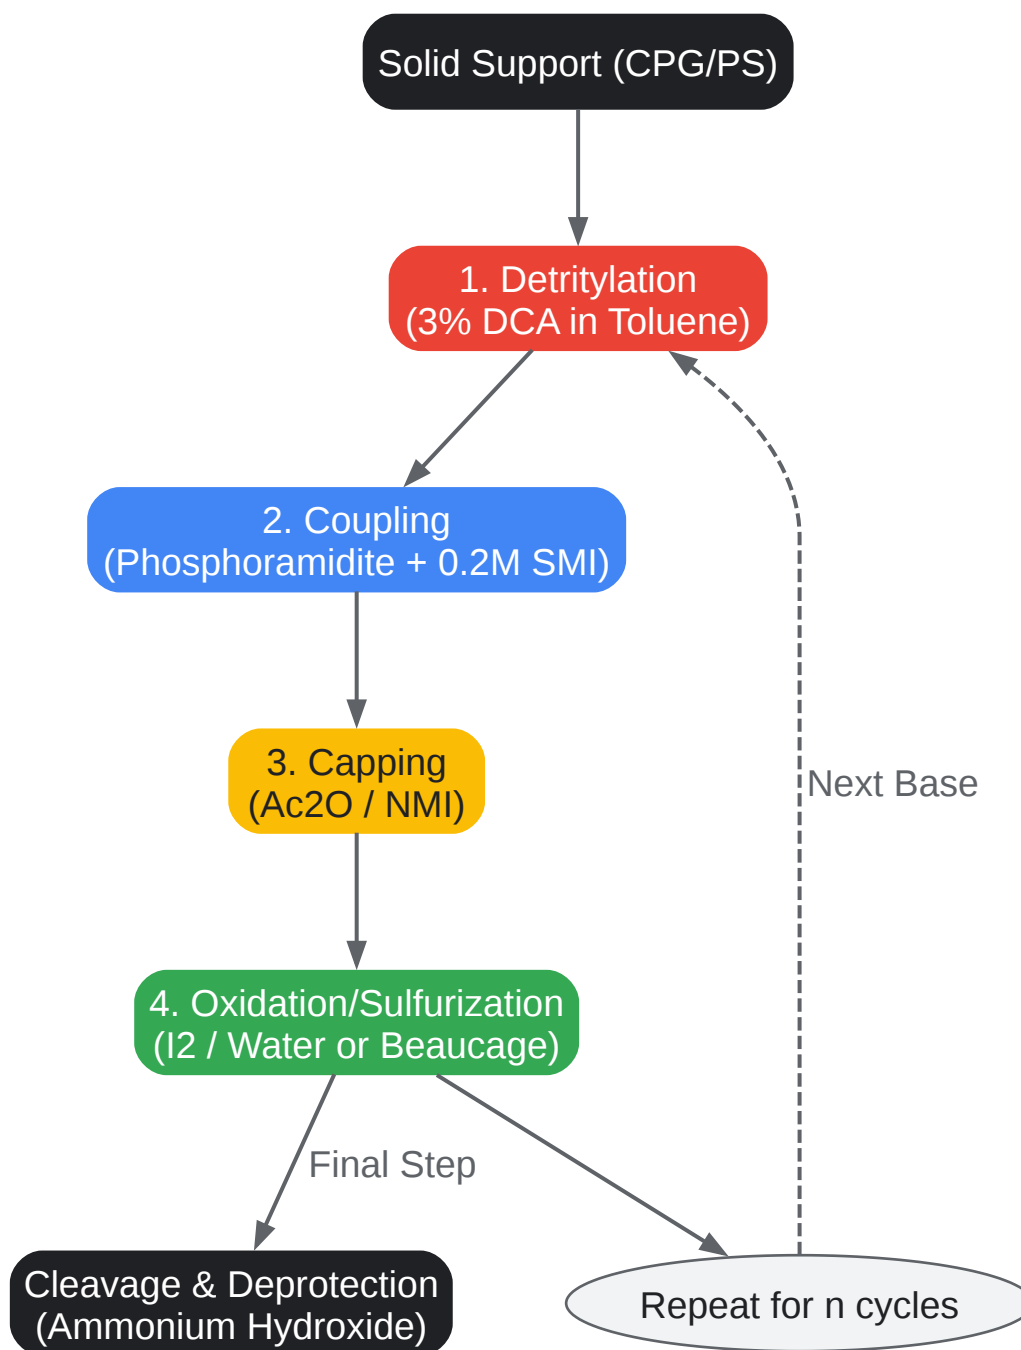 Solid Support (CPG/PS)
1. Detritylation
(3% DCA in Toluene)
2. Coupling
(Phosphoramidite + 0.2M SMI)
3. Capping
(Ac2O / NMI)
Next Base
4. Oxidation/Sulfurization
(I2 / Water or Beaucage)
Final Step
Cleavage & Deprotection
(Ammonium Hydroxide)
Repeat for n cycles